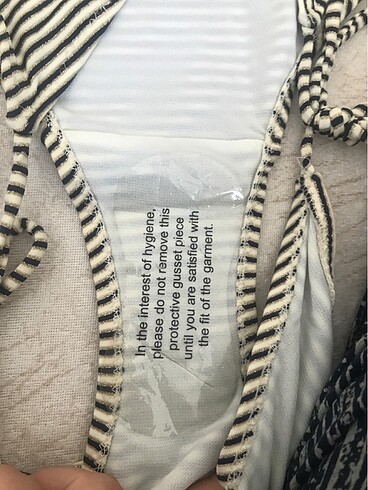 In the interest of hygiene,
please do not remove this
protective gusset piece
until you are satisfied with
the fit of the garment.